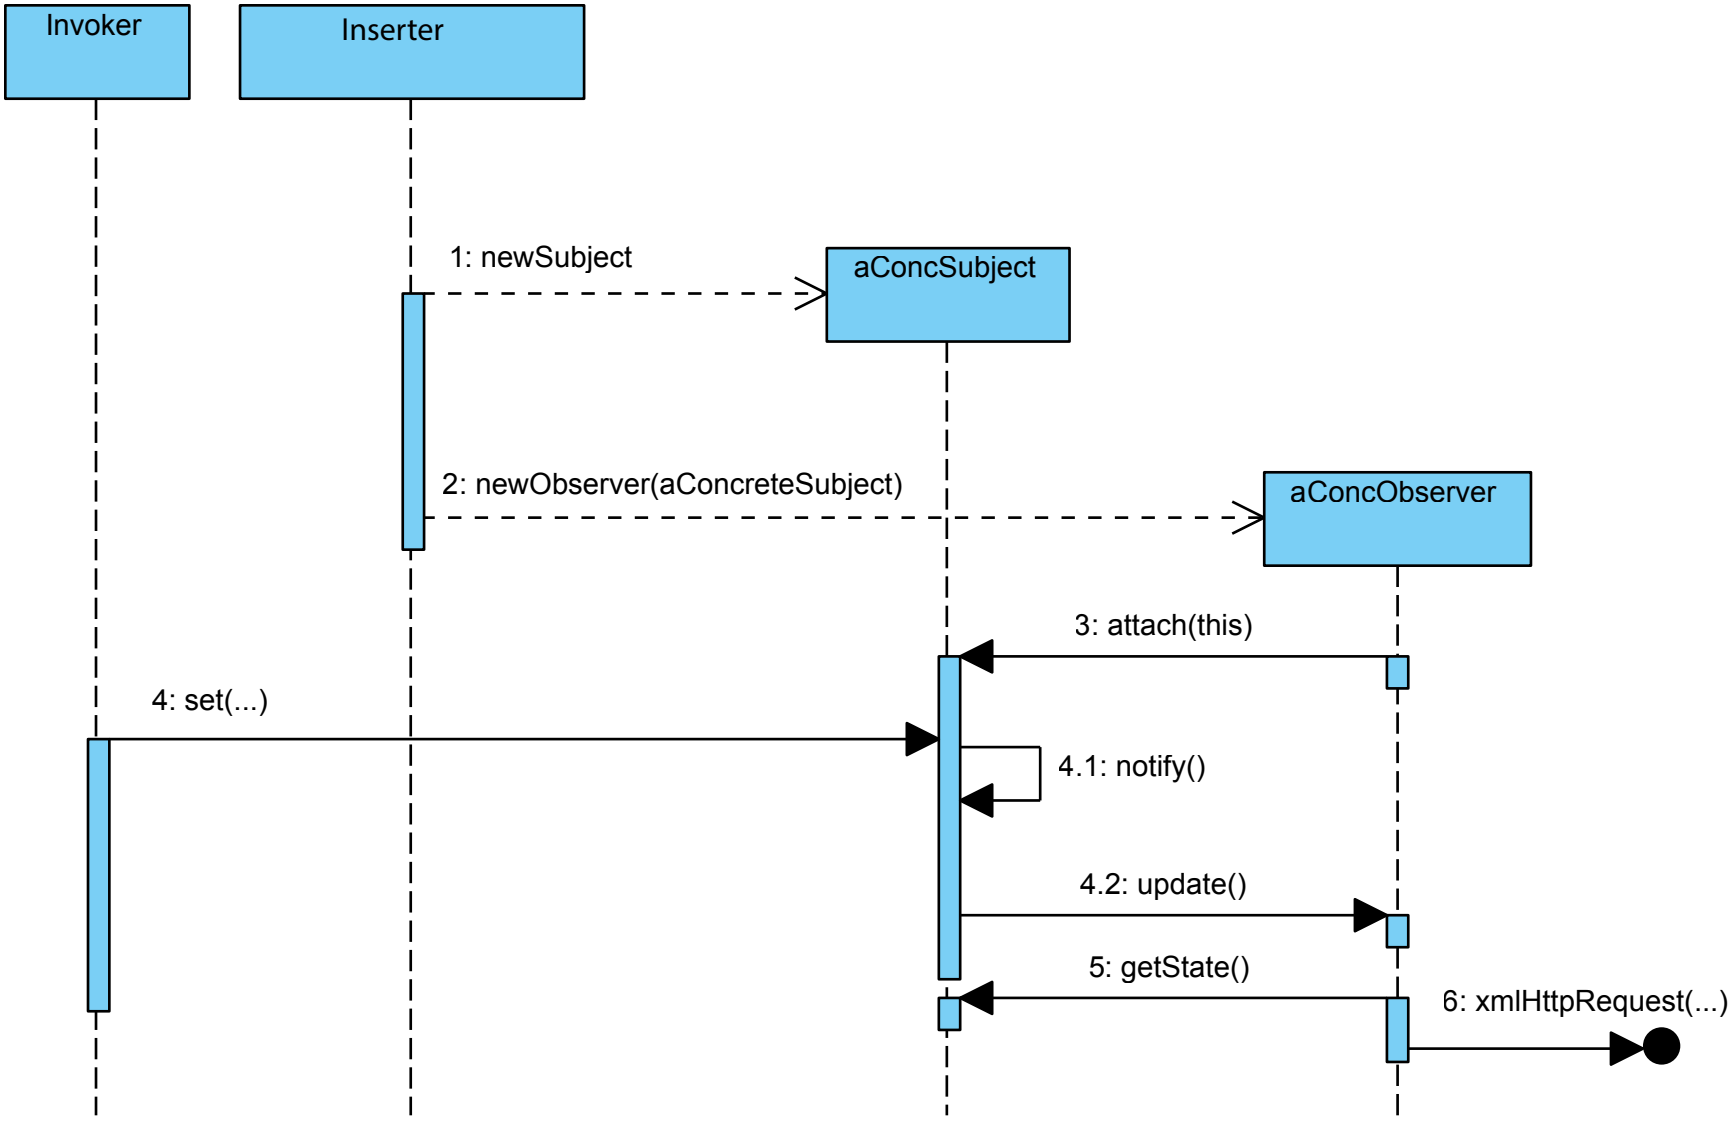 Invoker
Inserter
1: newSubject
aConcSubject
2: newObserver(aConcreteSubject)
aConcObserver
3: attach(this)
4: set(...)
4.1: notify()
4.2: update()
5: getState()
6: xmlHttpRequest(...)